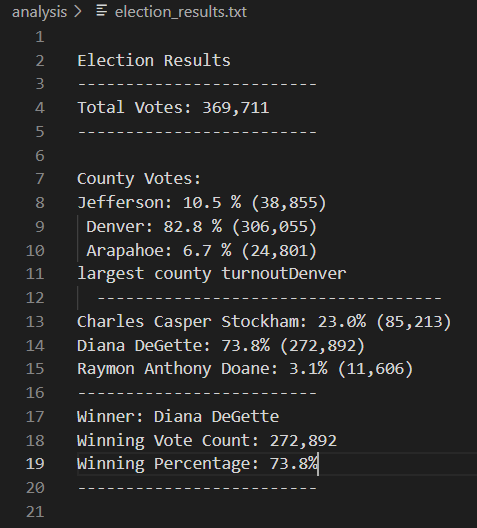 analysis > election_results.txt
1
2 Election Results
3 -------------------------
4 Total Votes: 369,711
5 -------------------------
6
7 County Votes:
8 Jefferson: 10.5 % (38,855)
9  Denver: 82.8 % (306,055)
10  Arapahoe: 6.7 % (24,801)
11 largest county turnoutDenver
12   ------------------------------------
13 Charles Casper Stockham: 23.0% (85,213)
14 Diana DeGette: 73.8% (272,892)
15 Raymon Anthony Doane: 3.1% (11,606)
16 -------------------------
17 Winner: Diana DeGette
18 Winning Vote Count: 272,892
19 Winning Percentage: 73.8%
20 -------------------------
21